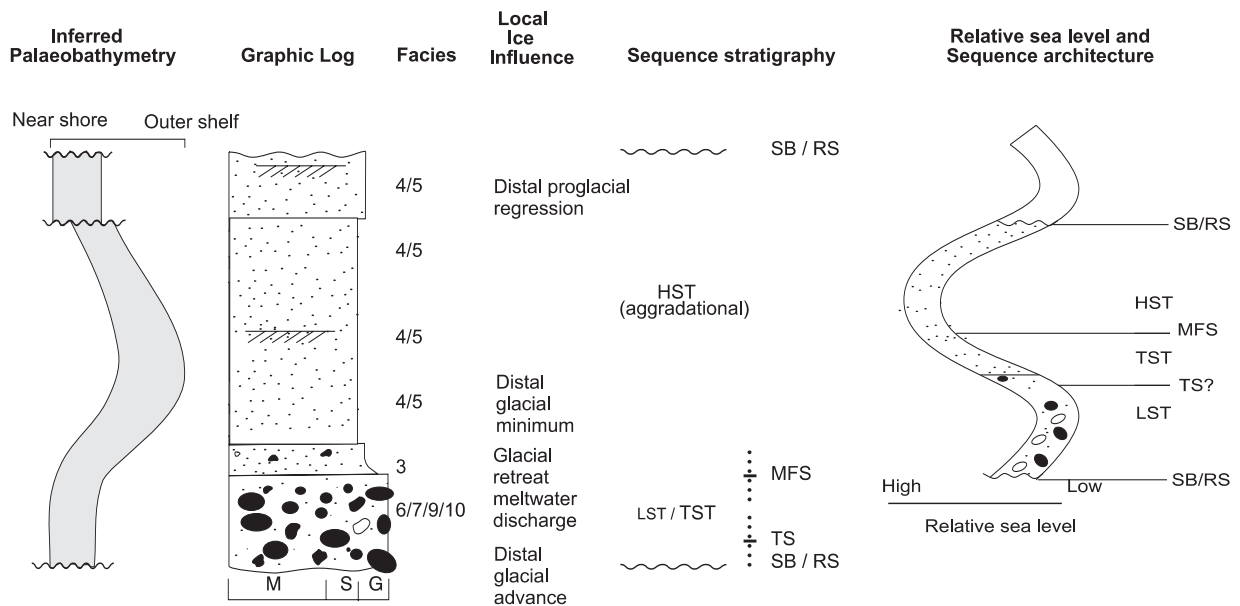 Inferred
Palaeobathymetry
Graphic Log
Facies
Local
Ice
Influence
Sequence stratigraphy
Relative sea level and
Sequence architecture
Near shore
Outer shelf
4/5
4/5
4/5
4/5
3
6/7/9/10
M
S
G
Distal proglacial
regression
Distal
glacial
minimum
Glacial
retreat
meltwater
discharge
Distal
glacial
advance
SB / RS
HST
(aggradational)
MFS
LST / TST
TS
SB / RS
SB/RS
HST
MFS
TST
TS?
LST
SB/RS
High
Low
Relative sea level